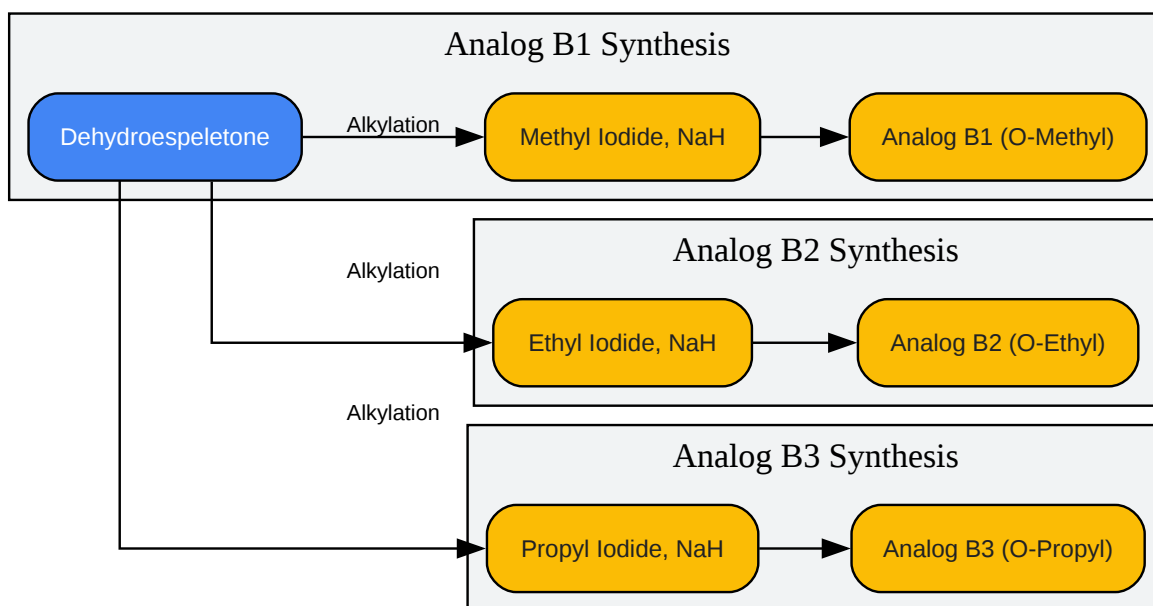 Analog B1 Synthesis
Dehydroespeletone
Alkylation
Methyl Iodide, NaH
Analog B1 (O-Methyl)
Analog B2 Synthesis
Alkylation
Ethyl Iodide, NaH
Analog B2 (O-Ethyl)
Alkylation
Analog B3 Synthesis
Propyl Iodide, NaH
Analog B3 (O-Propyl)